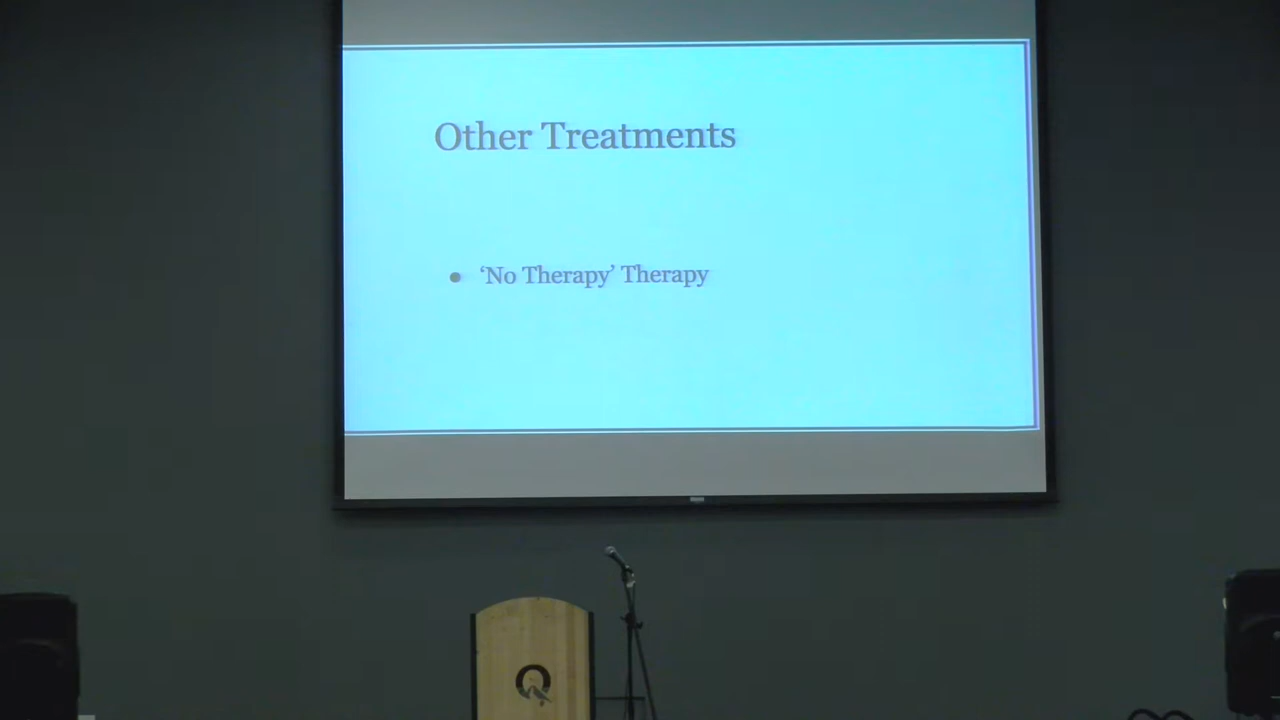 Other Treatments
• ‘No Therapy’ Therapy
Q